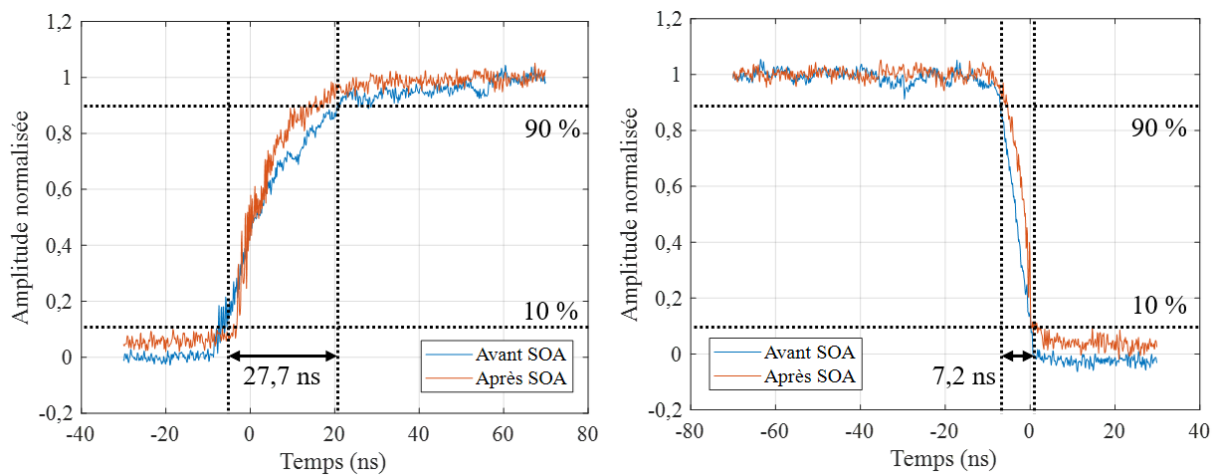 1,2
1
0,8
0,6
0,4
0,2
0
-0,2
Amplitude normalisée
90 %
10 %
27,7 ns
Avant SOA
Après SOA
-40 -20 0 20 40 60 80
Temps (ns)
1,2
1
0,8
0,6
0,4
0,2
0
-0,2
Amplitude normalisée
90 %
10 %
Avant SOA
Après SOA
7,2 ns
-80 -60 -40 -20 0 20 40
Temps (ns)